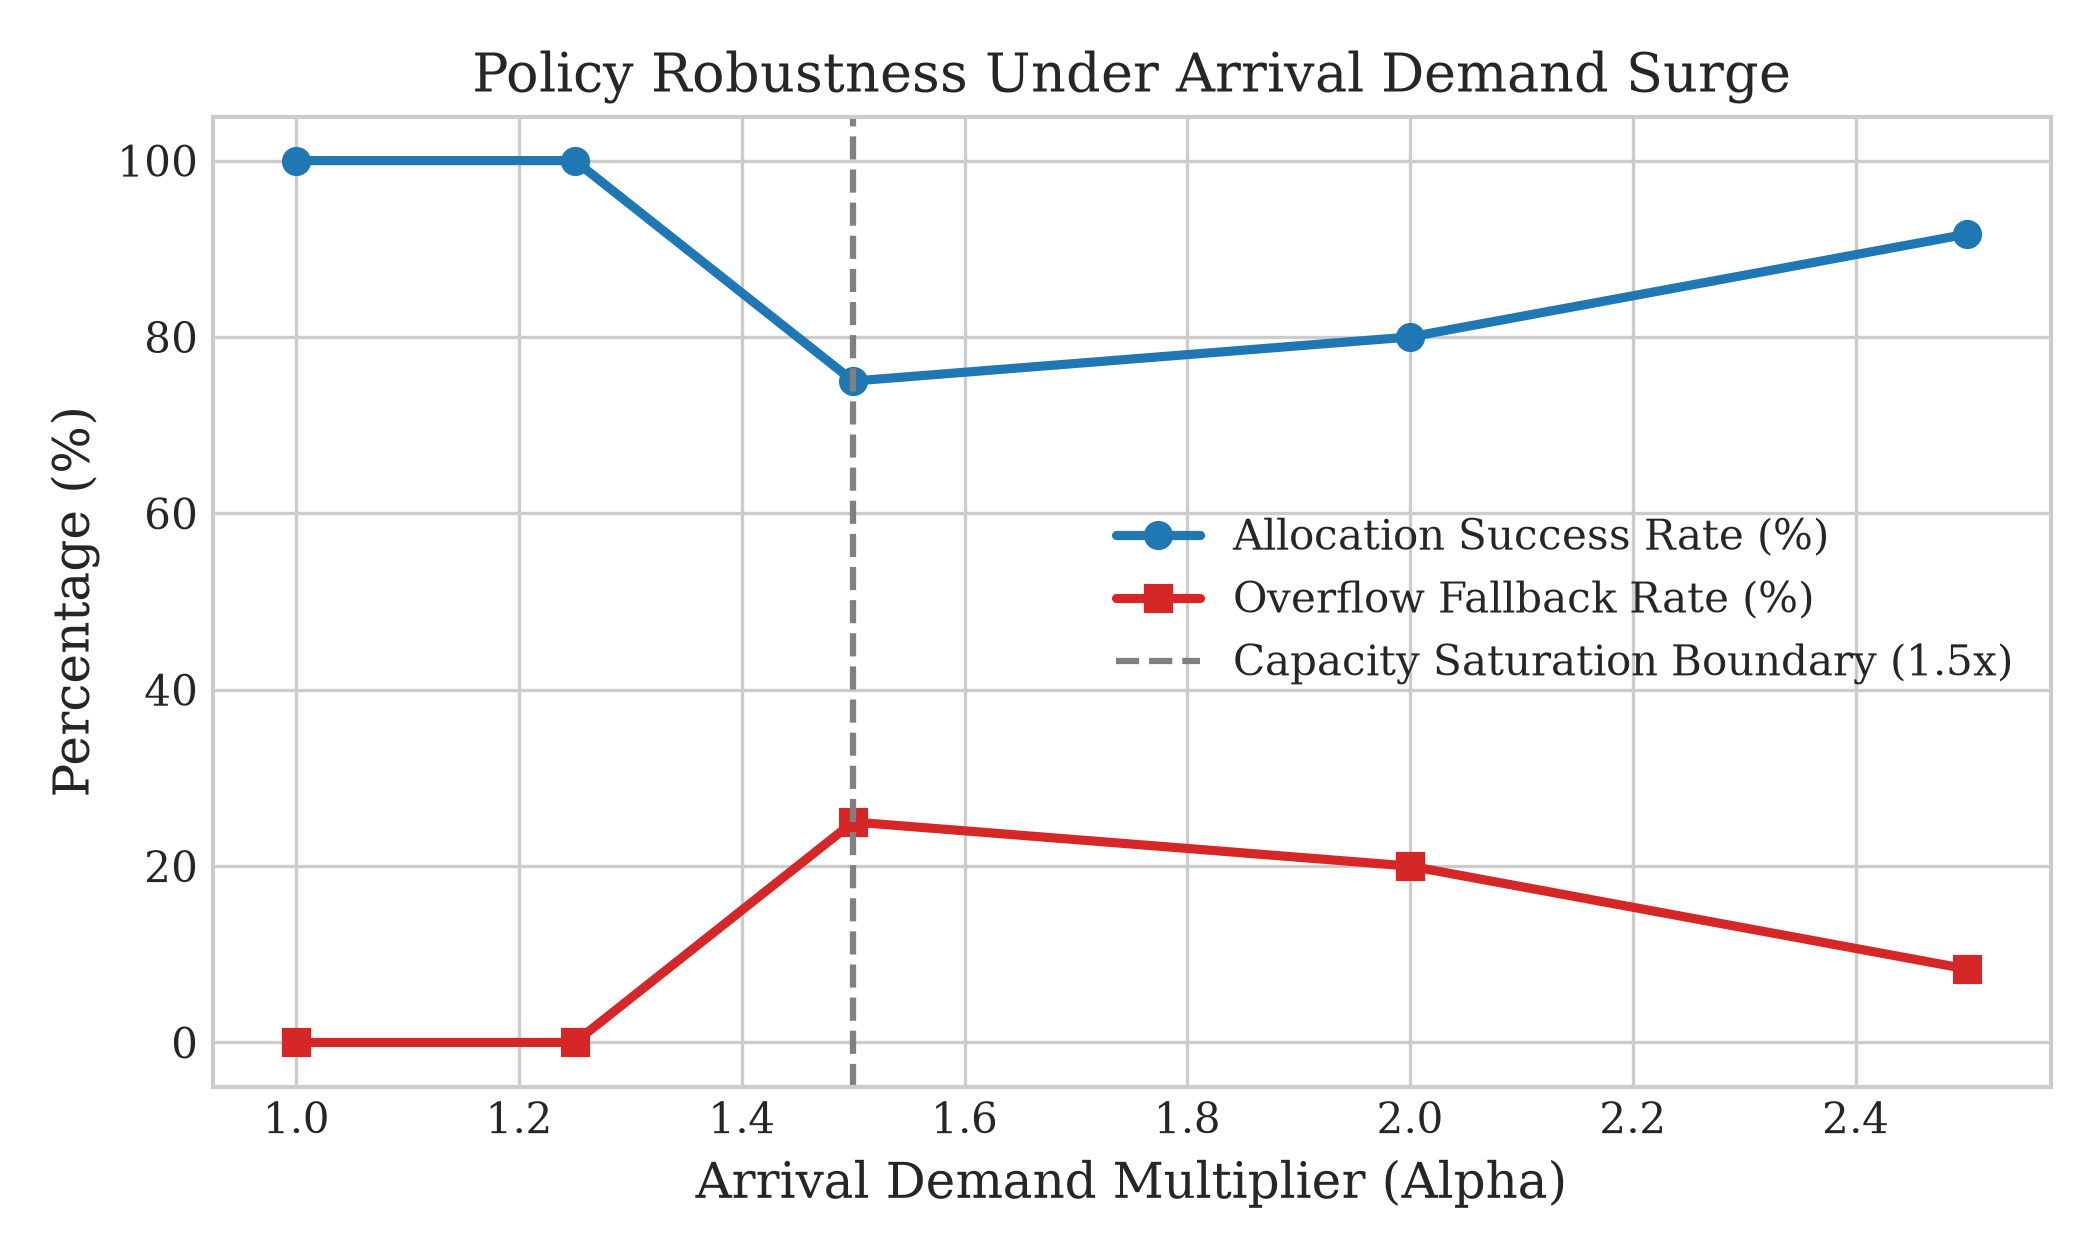 Policy Robustness Under Arrival Demand Surge
Percentage (%)
100
80
60
40
20
0
Allocation Success Rate (%)
Overflow Fallback Rate (%)
Capacity Saturation Boundary (1.5x)
1.0 1.2 1.4 1.6 1.8 2.0 2.2 2.4
Arrival Demand Multiplier (Alpha)